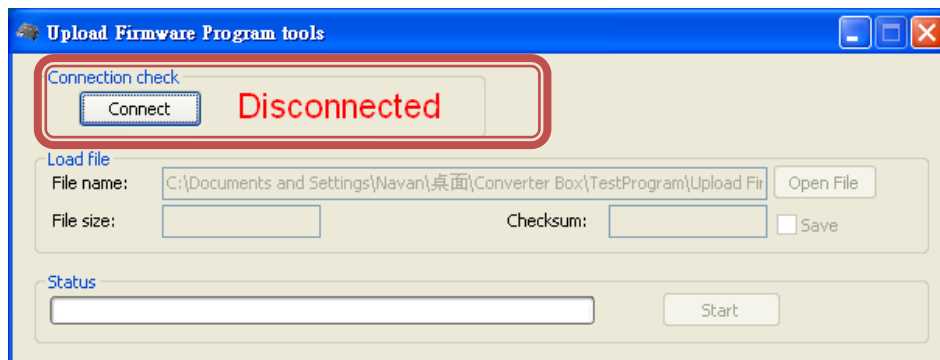 Upload Firmware Program tools
Connection check
Connect Disconnected
Load file
File name: C:\Documents and Settings\Navan\桌面\Converter Box\TestProgram\Upload Fir Open File
File size: Checksum: Save
Status
Start